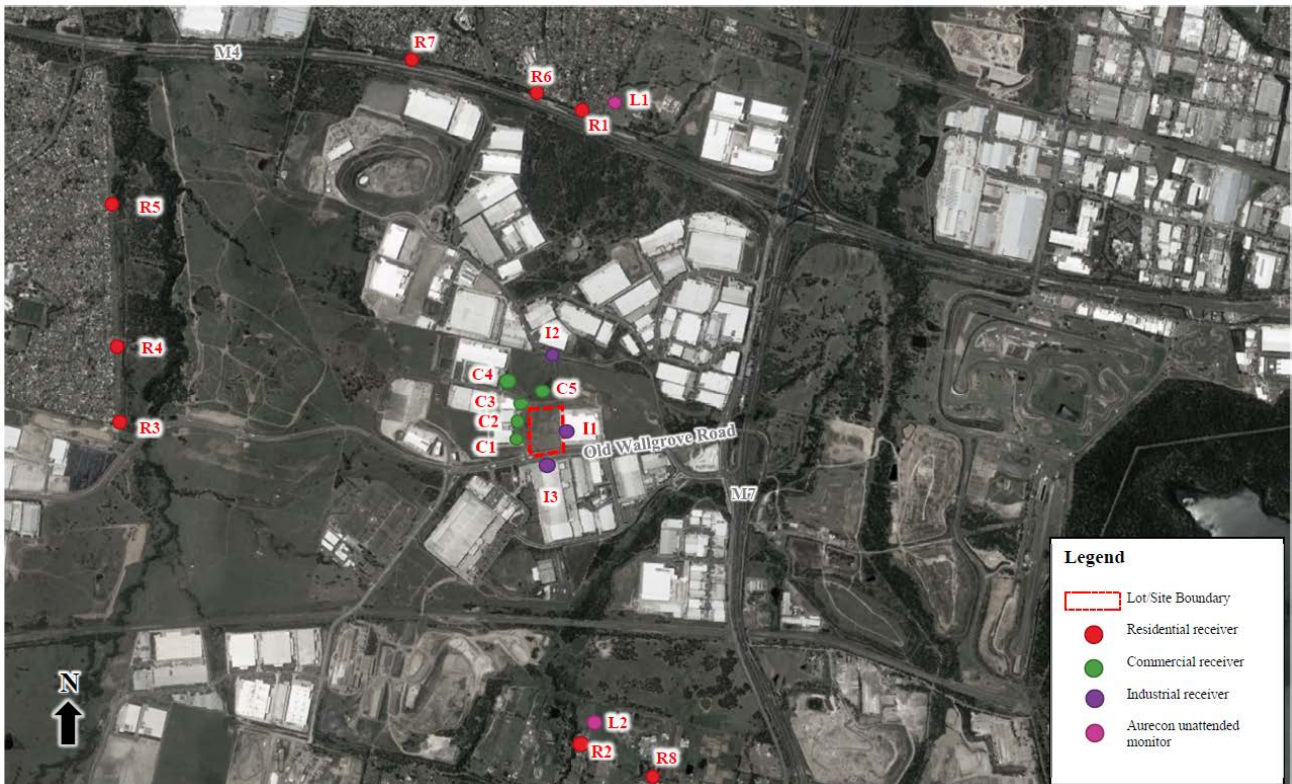 M4
R7
R6
L1
R1
R5
I2
R4
C4
C5
C3
C2
R3
I1
C1
Old Wallgrove Road
I3
M7
Legend
Lot/Site Boundary
Residential receiver
Commercial receiver
Industrial receiver
Aurecon unattended
monitor
N
L2
R2
R8